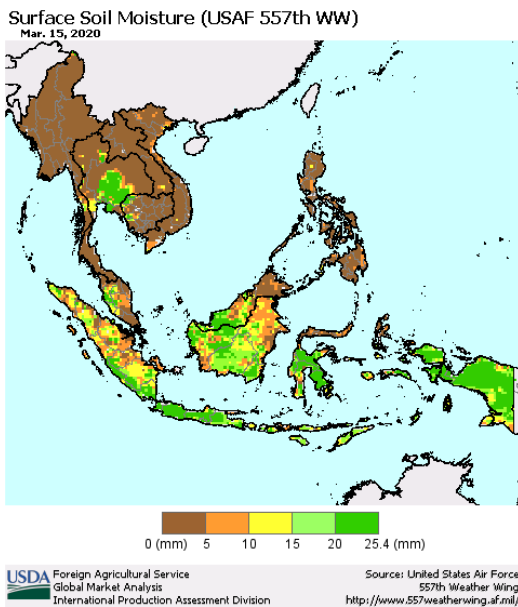 Surface Soil Moisture (USAF 557th WW)
Mar. 15, 2020
0 (mm) 5 10 15 20 25.4 (mm)
USDA Foreign Agricultural Service
Global Market Analysis
International Production Assessment Division
Source: United States Air Force
557th Weather Wing
http://www.557weatherwing.af.mil/